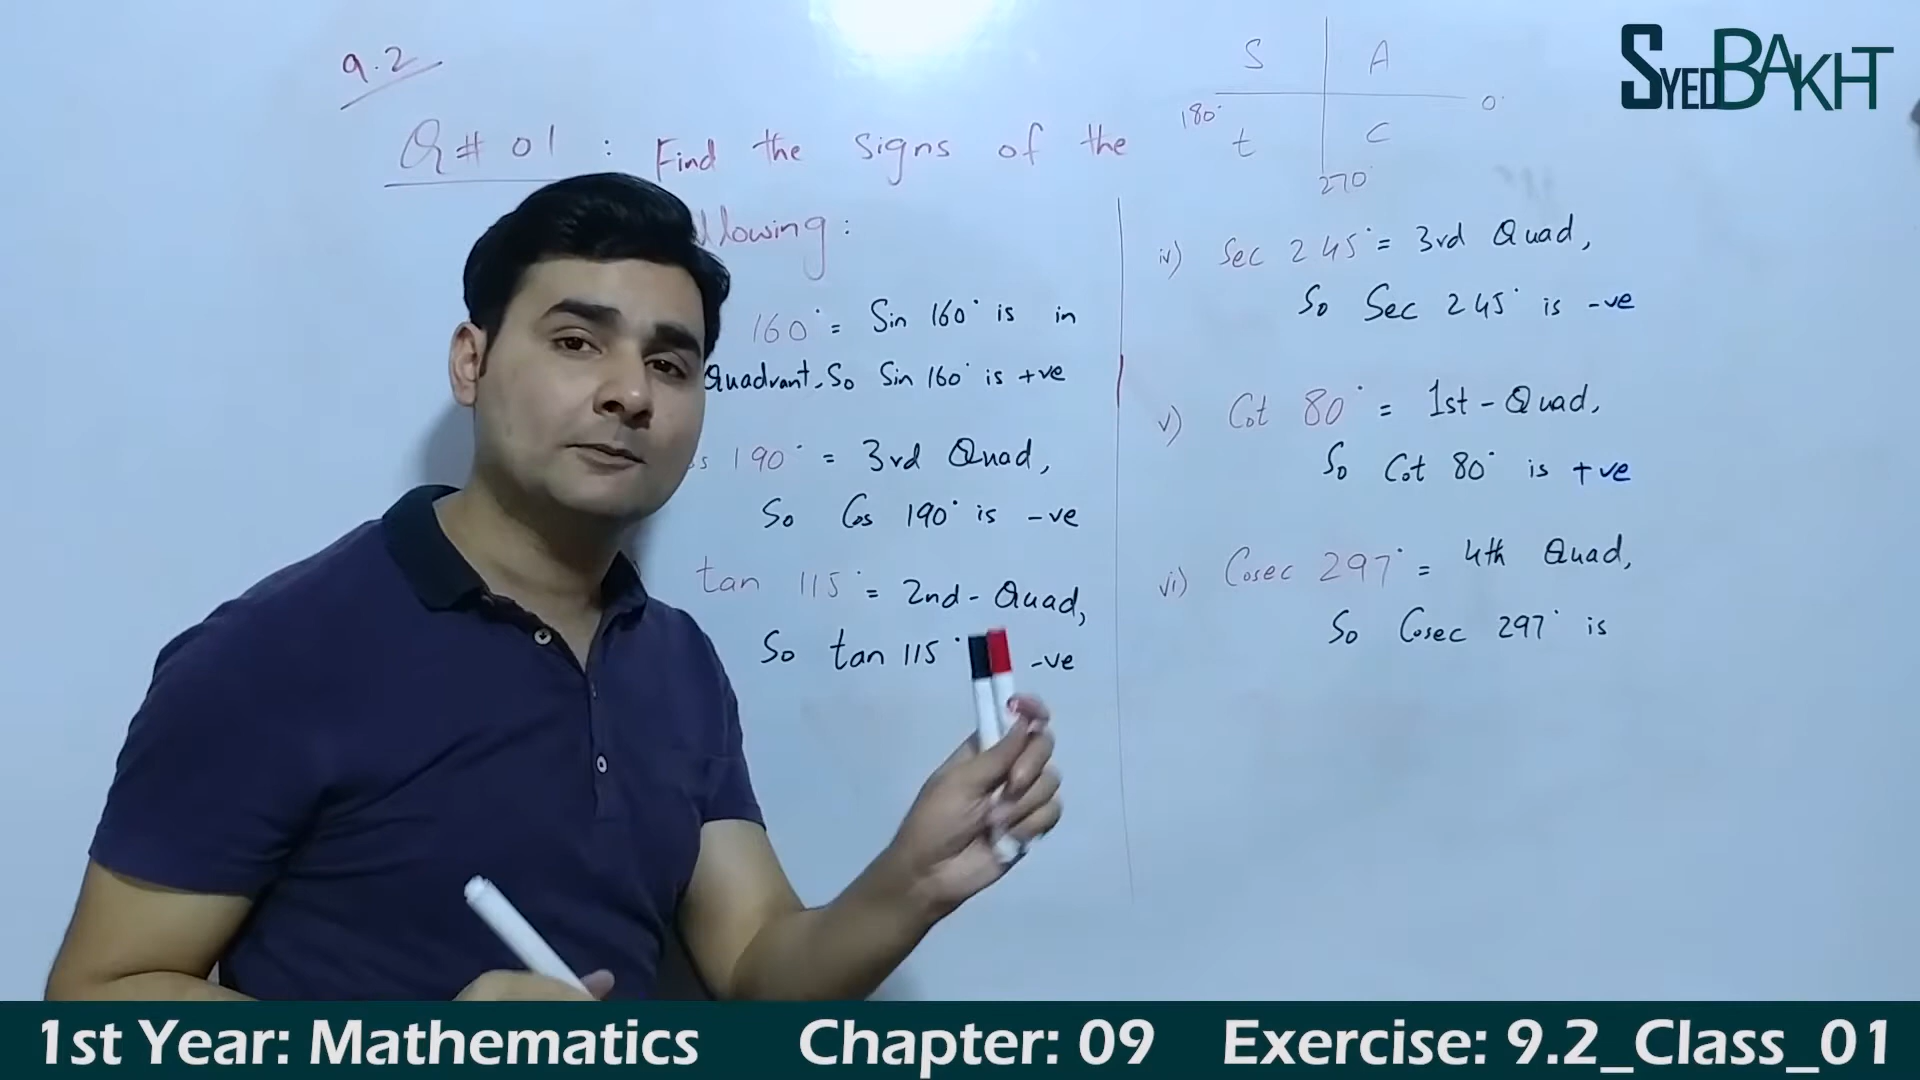 9.2
Q# 01 : Find the Signs of the
llowing:
160° = Sin 160° is in
Quadrant, So Sin 160° is +ve
s 190° = 3rd Quad,
So Cos 190° is -ve
tan 115° = 2nd - Quad,
So tan 115° -ve
S A
180° 0°
t C
270°
iv) Sec 245° = 3rd Quad,
So Sec 245° is -ve
v) Cot 80° = 1st - Quad,
So Cot 80° is +ve
vi) Cosec 297° = 4th Quad,
So Cosec 297° is
SYEDBAKHT
1st Year: Mathematics Chapter: 09 Exercise: 9.2_Class_01